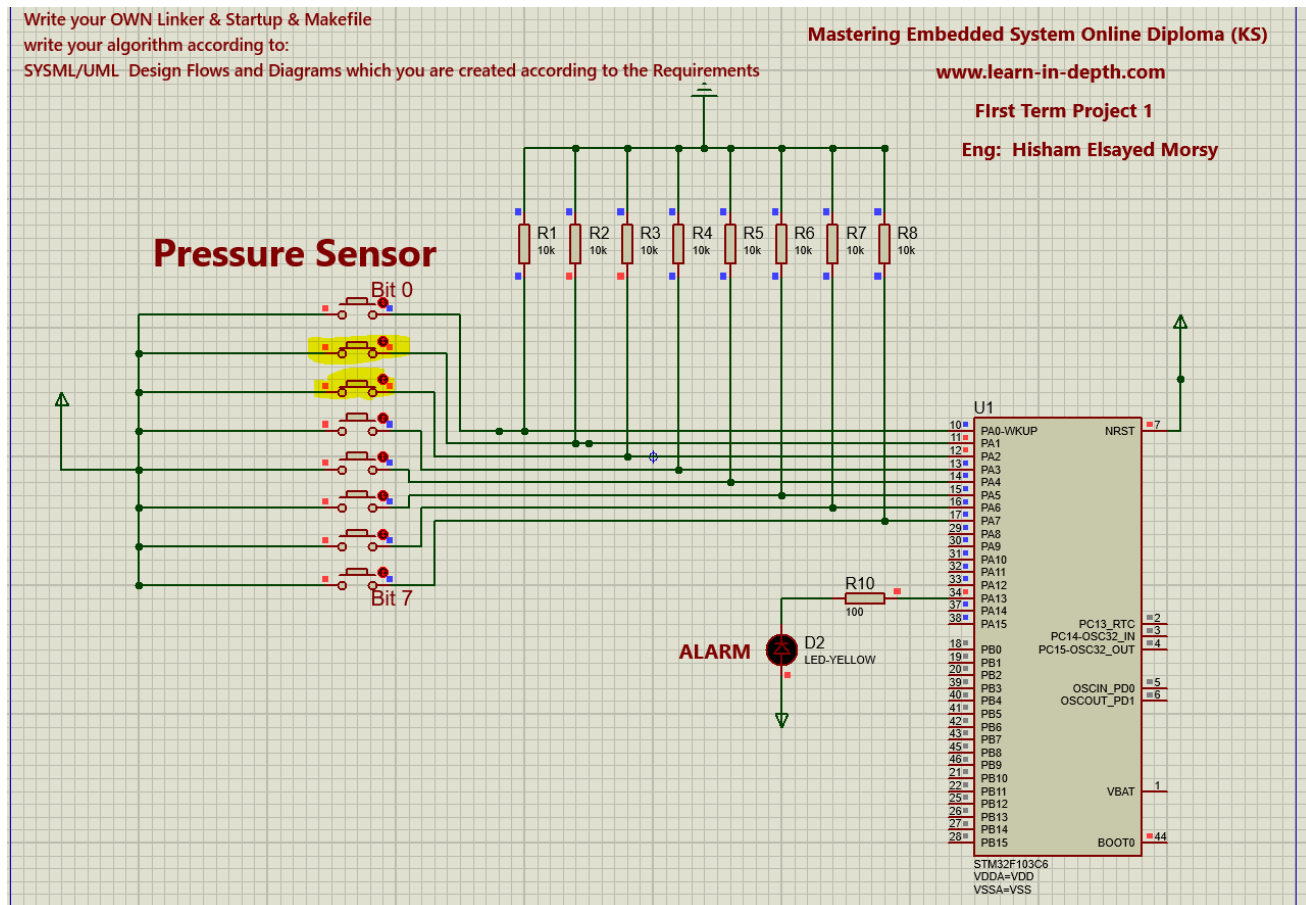 Write your OWN Linker & Startup & Makefile
write your algorithm according to:
SYSML/UML Design Flows and Diagrams which you are created according to the Requirements
Mastering Embedded System Online Diploma (KS)
www.learn-in-depth.com
FIrst Term Project 1
Eng: Hisham Elsayed Morsy
Pressure Sensor
Bit 0
Bit 7
R1
10k
R2
10k
R3
10k
R4
10k
R5
10k
R6
10k
R7
10k
R8
10k
R10
100
ALARM
D2
LED-YELLOW
U1
10 PA0-WKUP
11 PA1
12 PA2
13 PA3
14 PA4
15 PA5
16 PA6
17 PA7
29 PA8
30 PA9
31 PA10
32 PA11
33 PA12
34 PA13
37 PA14
38 PA15
18 PB0
19 PB1
20 PB2
39 PB3
40 PB4
41 PB5
42 PB6
43 PB7
45 PB8
46 PB9
21 PB10
22 PB11
25 PB12
26 PB13
27 PB14
28 PB15
NRST 7
PC13_RTC 2
PC14-OSC32_IN 3
PC15-OSC32_OUT 4
OSCIN_PD0 5
OSCOUT_PD1 6
VBAT 1
BOOT0 44
STM32F103C6
VDDA=VDD
VSSA=VSS